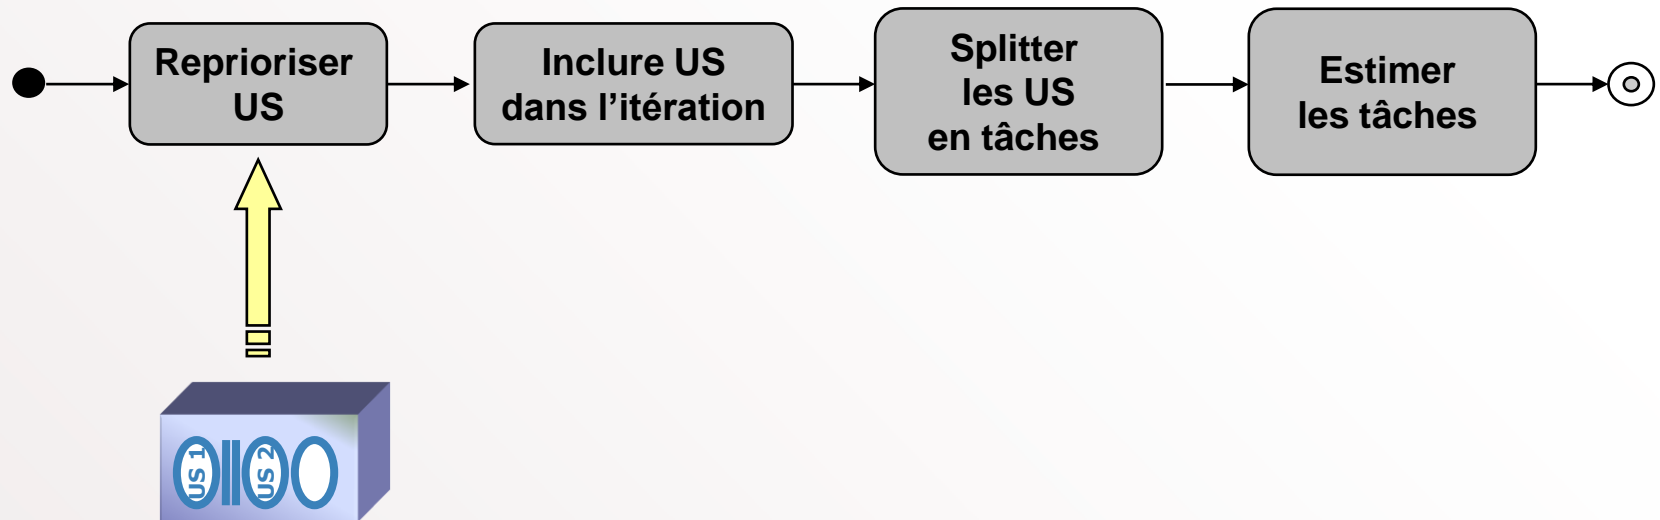 Reprioriser
US
Inclure US
dans l’itération
Splitter
les US
en tâches
Estimer
les tâches
US 1
US 2